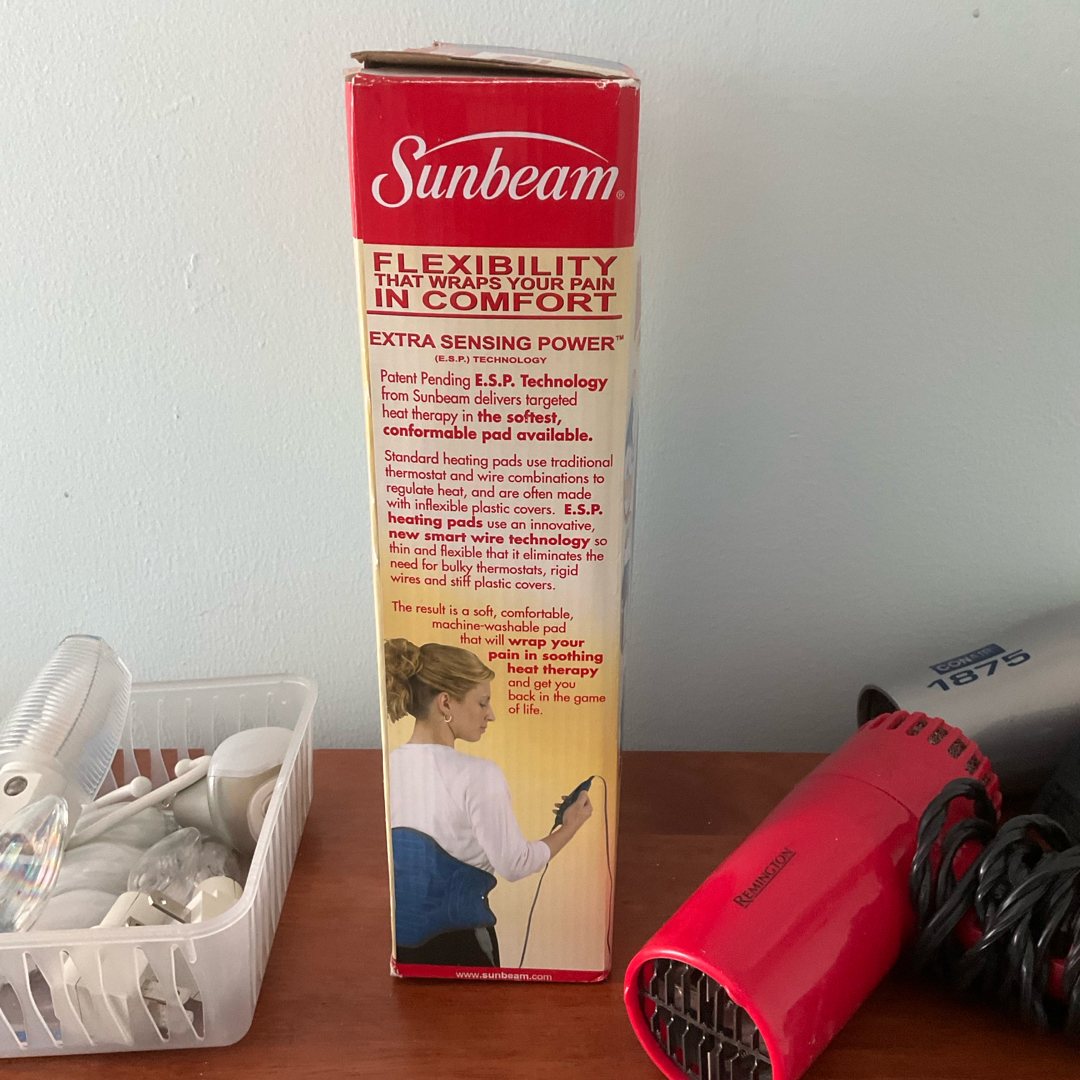 Sunbeam®
FLEXIBILITY
THAT WRAPS YOUR PAIN
IN COMFORT
EXTRA SENSING POWER™
(E.S.P.) TECHNOLOGY
Patent Pending E.S.P. Technology
from Sunbeam delivers targeted
heat therapy in the softest,
conformable pad available.
Standard heating pads use traditional
thermostat and wire combinations to
regulate heat, and are often made
with inflexible plastic covers. E.S.P.
heating pads use an innovative,
new smart wire technology so
thin and flexible that it eliminates the
need for bulky thermostats, rigid
wires and stiff plastic covers.
The result is a soft, comfortable,
machine-washable pad
that will wrap your
pain in soothing
heat therapy
and get you
back in the game
of life.
www.sunbeam.com
CONAIR
1875
REMINGTON